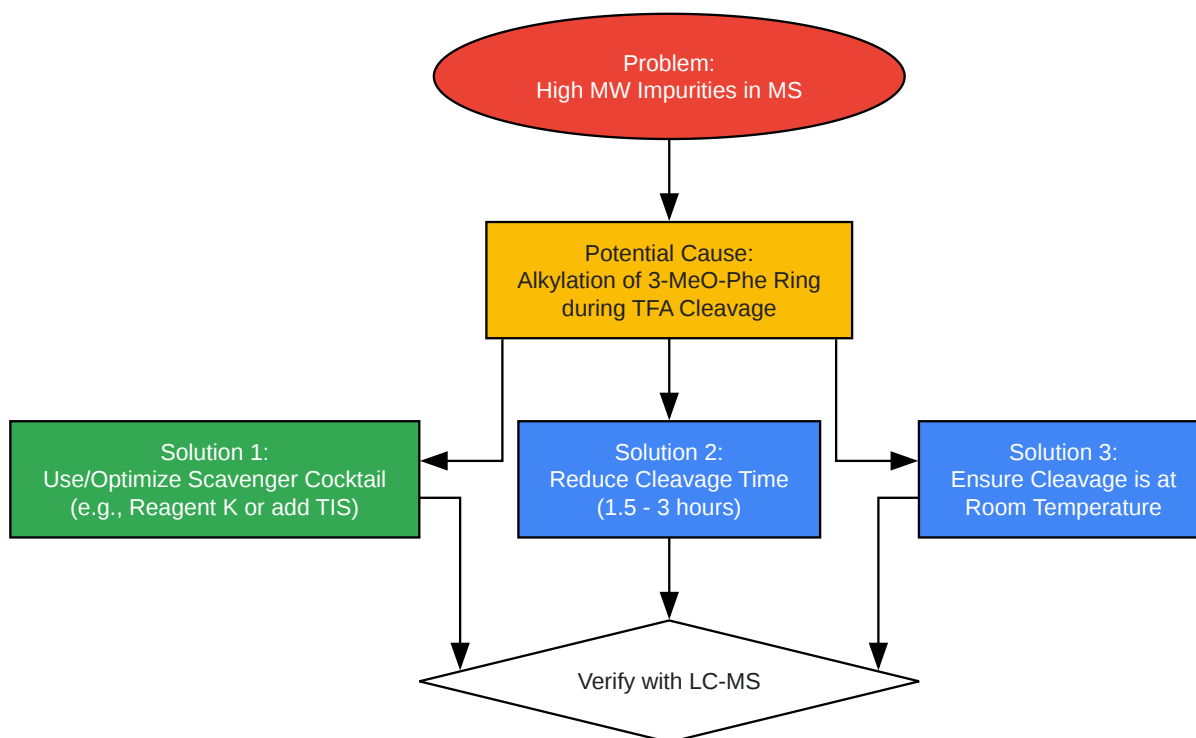 Problem:
High MW Impurities in MS
Potential Cause:
Alkylation of 3-MeO-Phe Ring
during TFA Cleavage
Solution 1:
Use/Optimize Scavenger Cocktail
(e.g., Reagent K or add TIS)
Solution 2:
Reduce Cleavage Time
(1.5 - 3 hours)
Solution 3:
Ensure Cleavage is at
Room Temperature
Verify with LC-MS